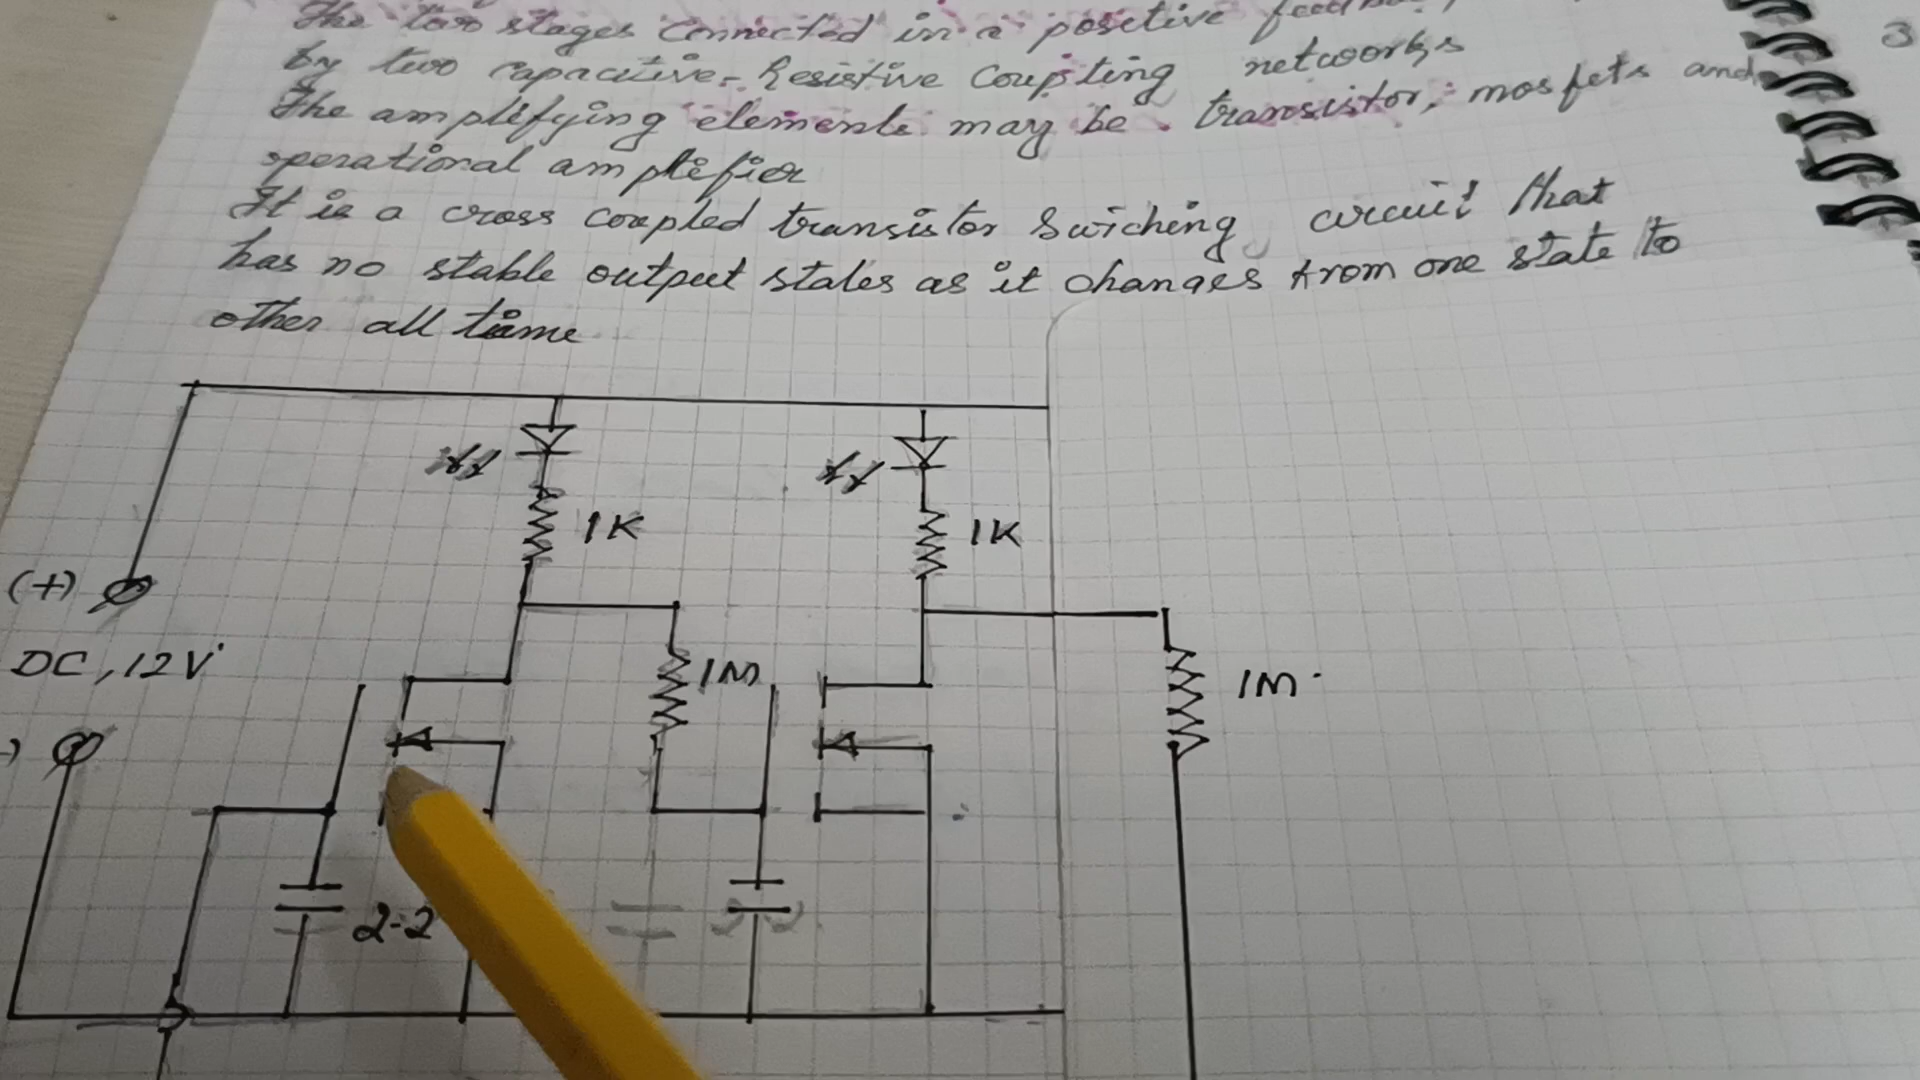 The two stages connected in a positive
by two capacitive-Resistive Coupling networks
The amplifying elements may be transistor, mosfets and
operational amplifier
It is a cross coupled transistor Swiching circuit that
has no stable output states as it changes from one state to
other all time
1K
1K
(+)
DC, 12V
1M
1M
2.2
3